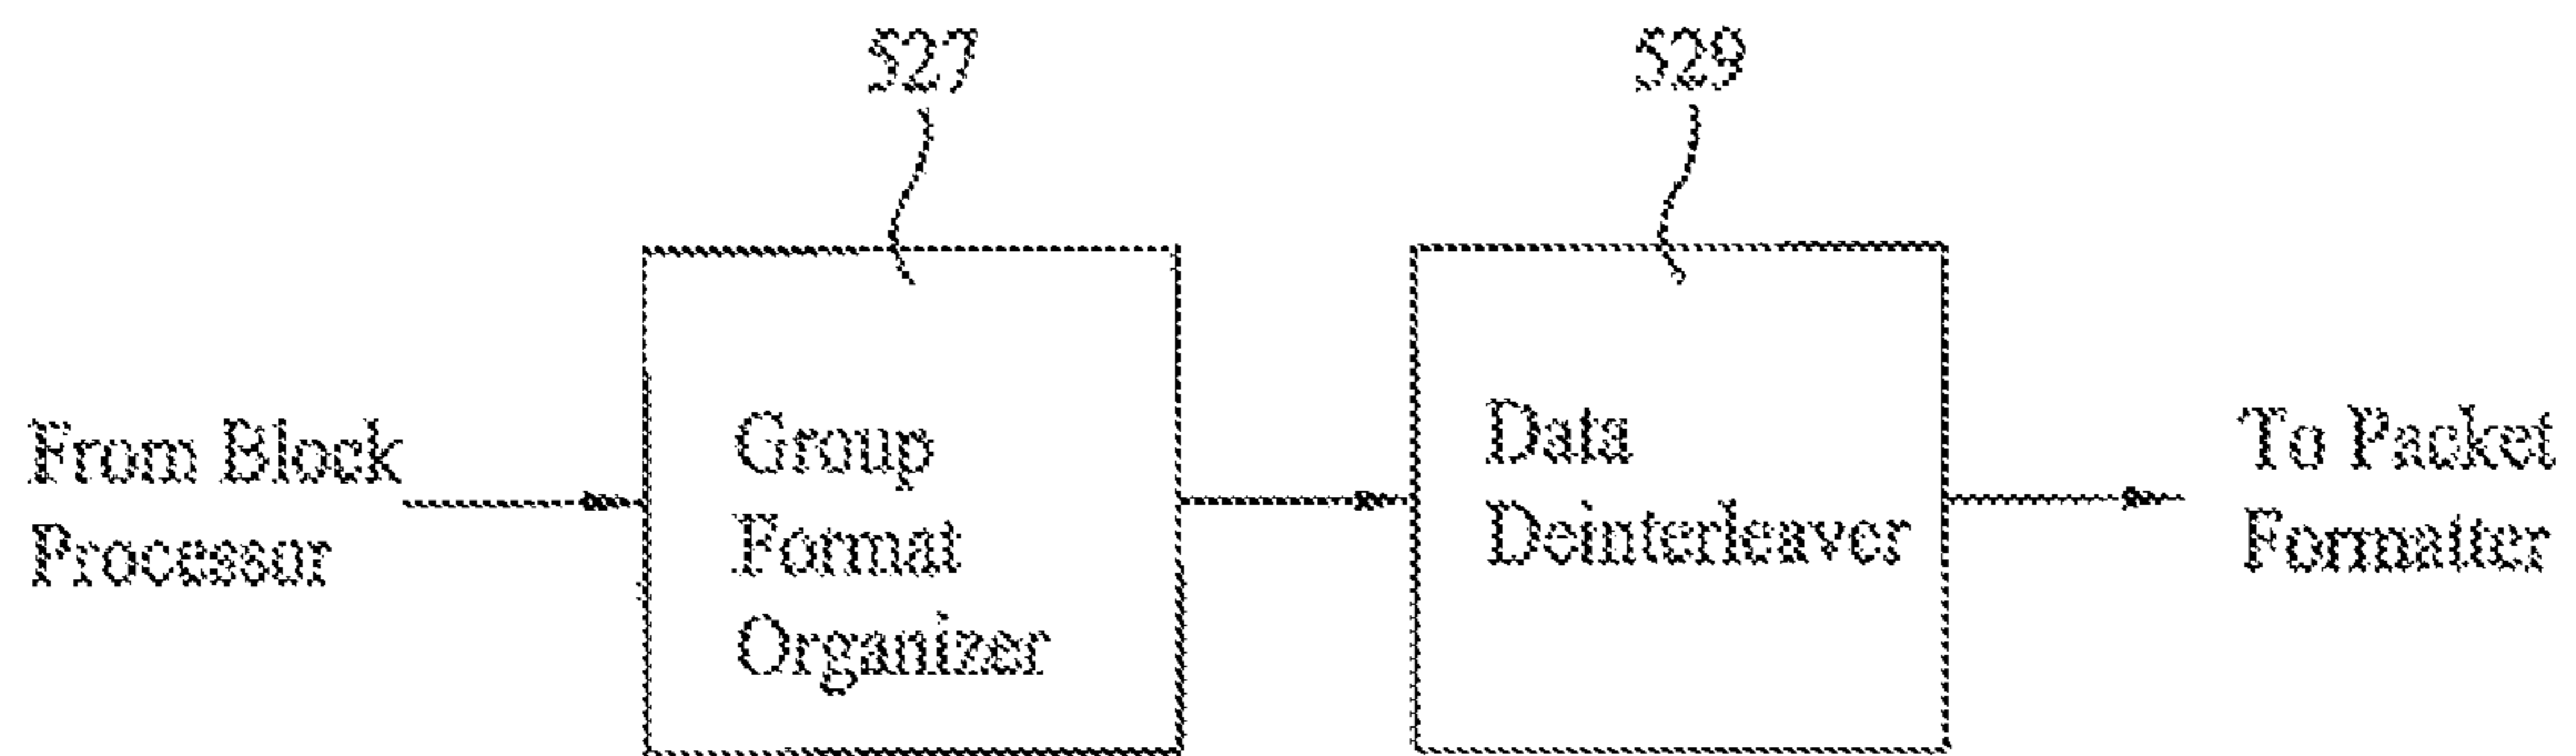 527
529
From Block
Processor
Group
Format
Organizer
Data
Deinterleaver
To Packet
Formatter